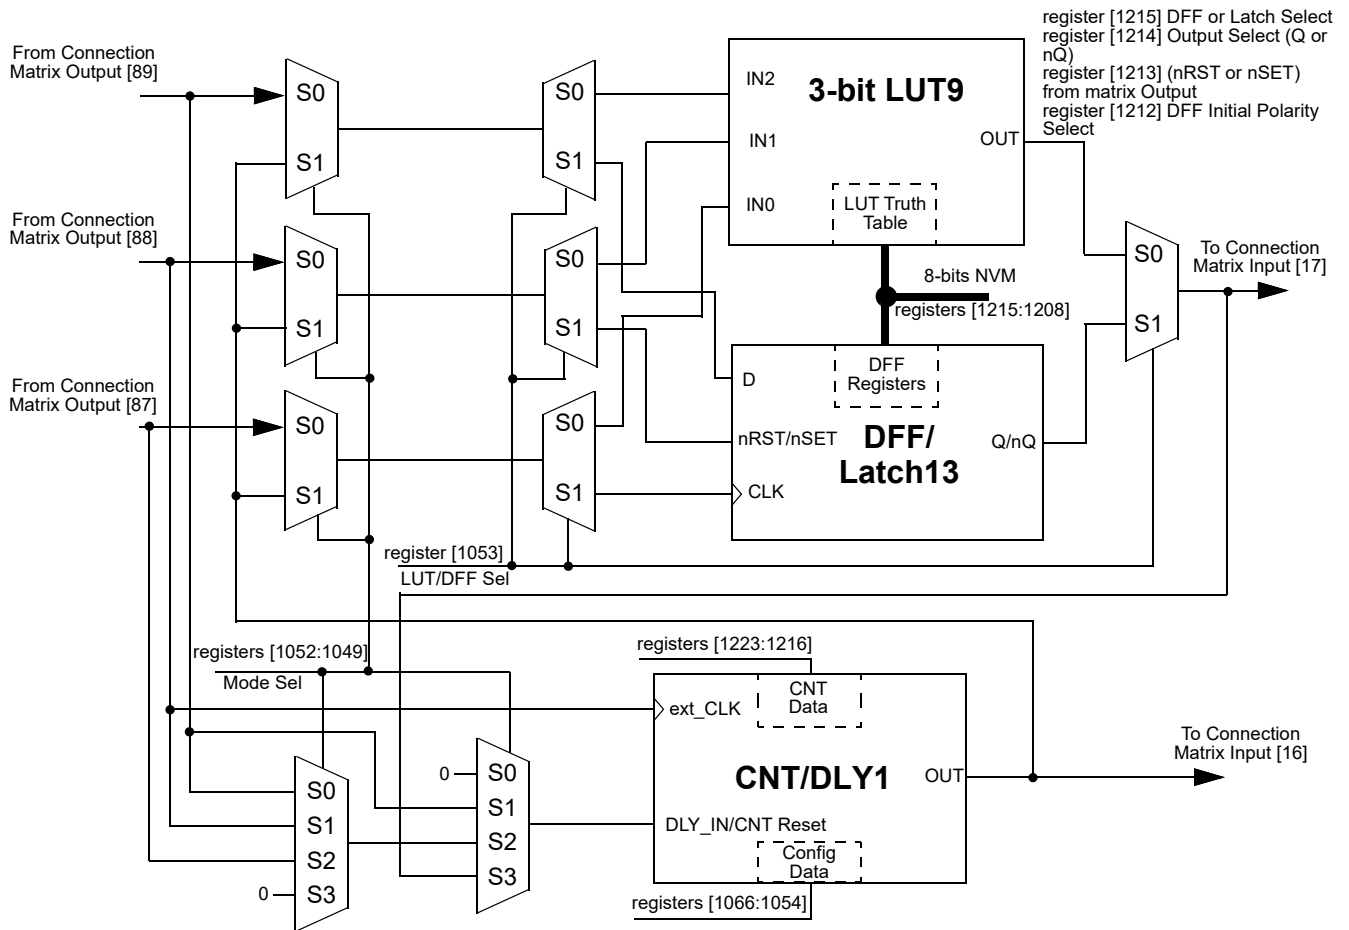 register [1215] DFF or Latch Select
register [1214] Output Select (Q or
nQ)
register [1213] (nRST or nSET)
from matrix Output
register [1212] DFF Initial Polarity
Select
From Connection
Matrix Output [89]
S0
S1
S0
S1
IN2
IN1
IN0
3-bit LUT9
OUT
LUT Truth
Table
From Connection
Matrix Output [88]
S0
S1
S0
S1
8-bits NVM
registers [1215:1208]
S0
S1
To Connection
Matrix Input [17]
From Connection
Matrix Output [87]
S0
S1
S0
S1
D
nRST/nSET
CLK
DFF
Registers
DFF/
Latch13
Q/nQ
register [1053]
LUT/DFF Sel
registers [1052:1049]
Mode Sel
registers [1223:1216]
CNT
Data
ext_CLK
CNT/DLY1
OUT
To Connection
Matrix Input [16]
DLY_IN/CNT Reset
Config
Data
registers [1066:1054]
S0
S1
S2
0
S3
0
S0
S1
S2
S3